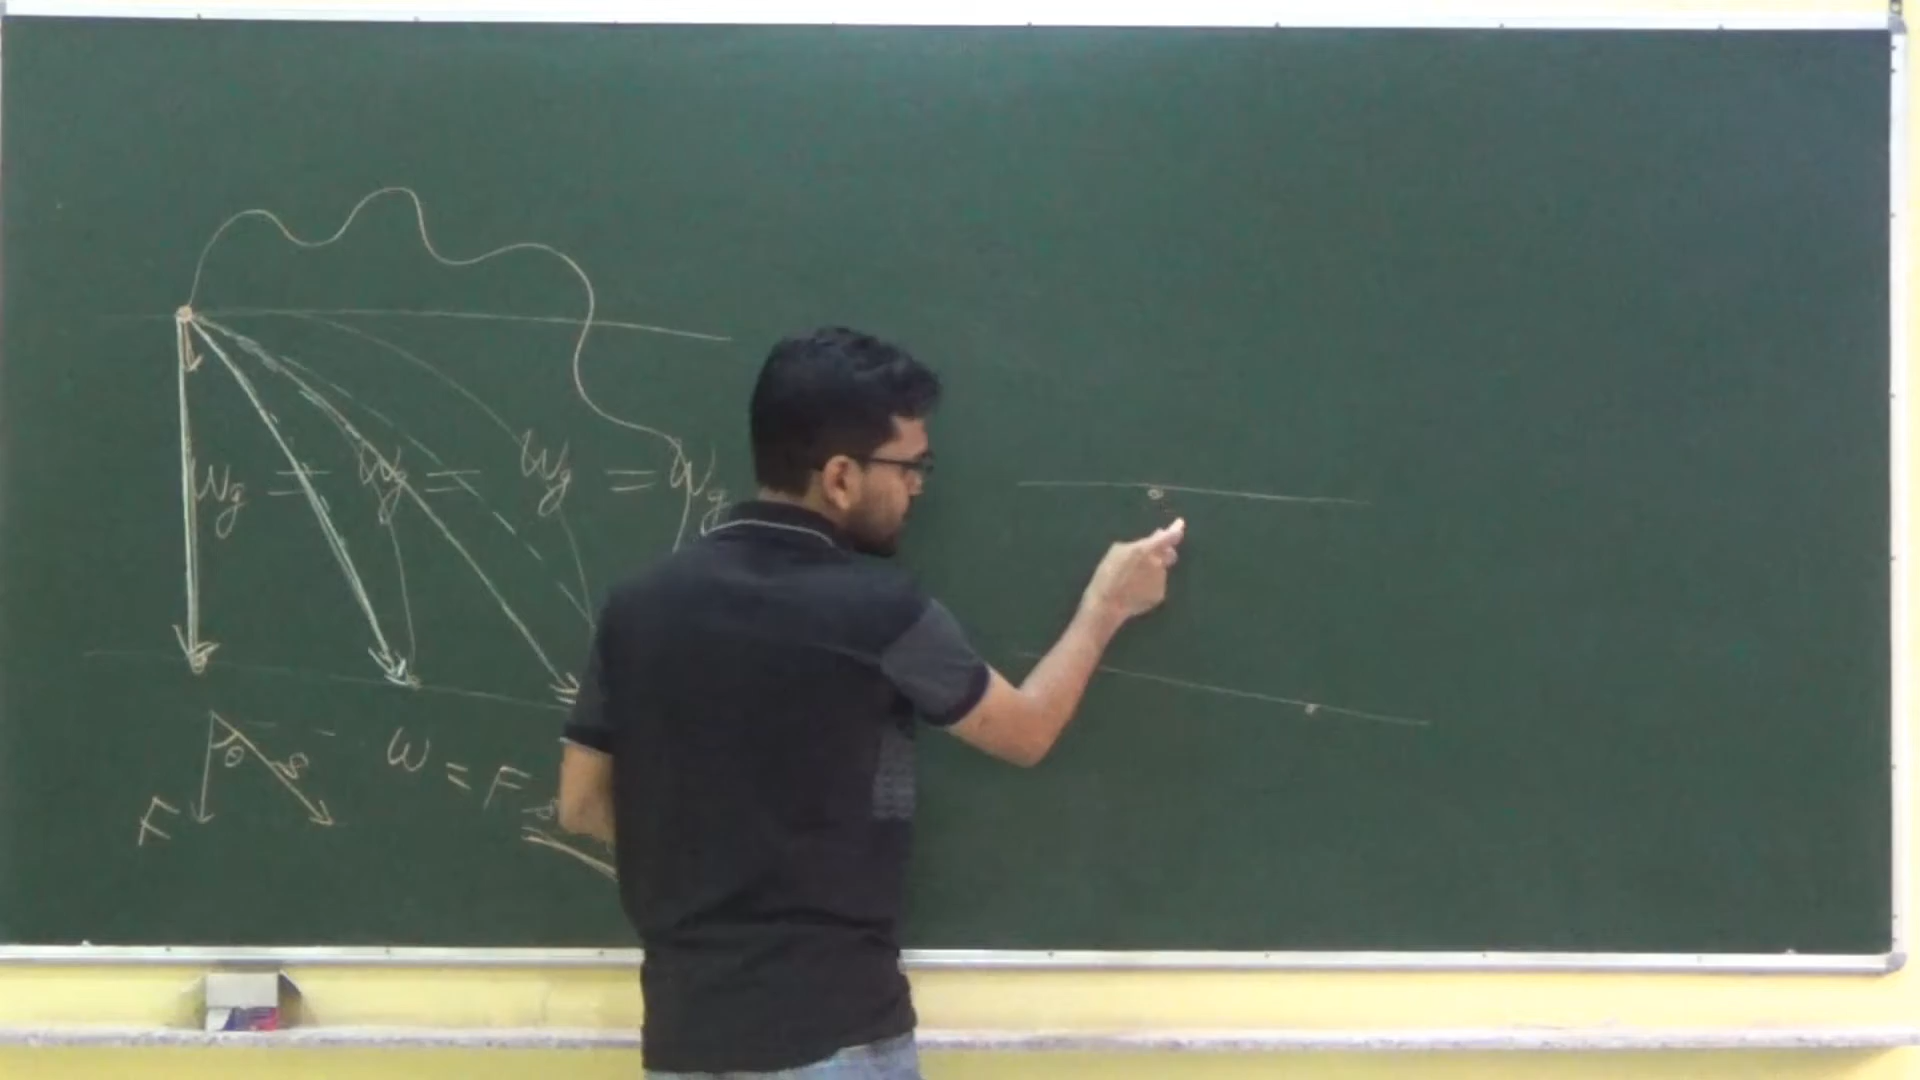 Wg = Wg = Wg = Wg
θ s
F
W = F s